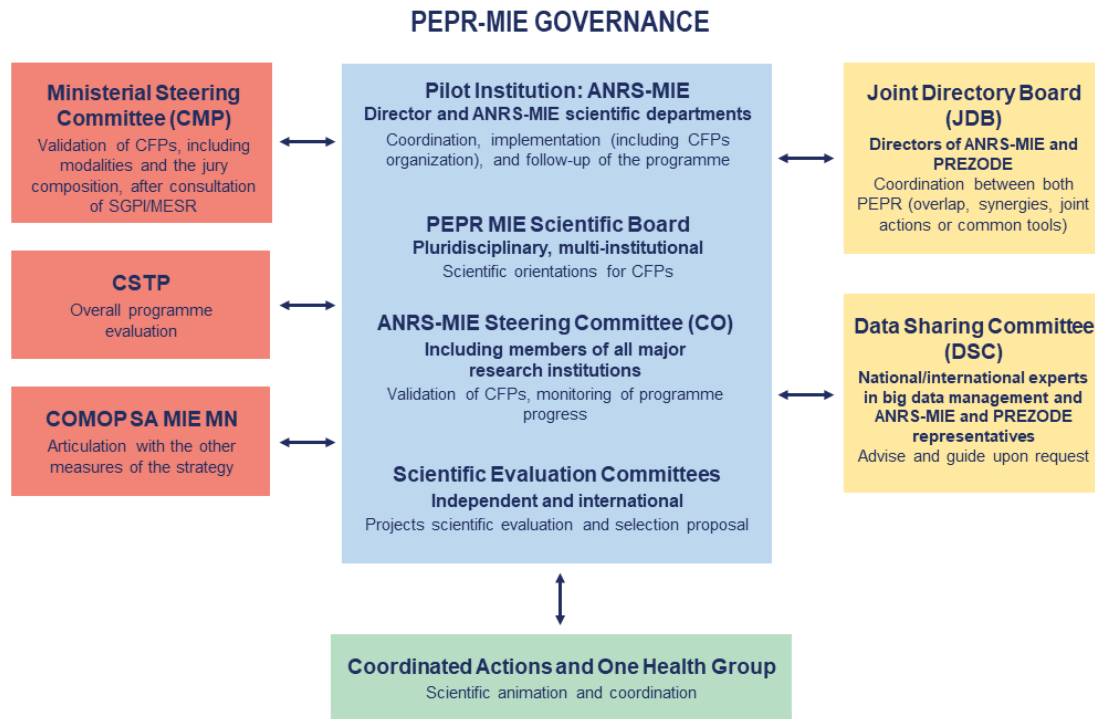 PEPR-MIE GOVERNANCE
Ministerial Steering
Committee (CMP)
Validation of CFPs, including
modalities and the jury
composition, after consultation
of SGPI/MESR
CSTP
Overall programme
evaluation
COMOPSA MIE MN
Articulation with the other
measures of the strategy
Pilot Institution: ANRS-MIE
Director and ANRS-MIE scientific departments
Coordination, implementation (including CFPs
organization), and follow-up of the programme
PEPR MIE Scientific Board
Pluridisciplinary, multi-institutional
Scientific orientations for CFPs
ANRS-MIE Steering Committee (CO)
Including members of all major
research institutions
Validation of CFPs, monitoring of programme
progress
Scientific Evaluation Committees
Independent and international
Projects scientific evaluation and selection proposal
Joint Directory Board
(JDB)
Directors of ANRS-MIE and
PREZODE
Coordination between both
PEPR (overlap, synergies, joint
actions or common tools)
Data Sharing Committee
(DSC)
National/international experts
in big data management and
ANRS-MIE and PREZODE
representatives
Advise and guide upon request
Coordinated Actions and One Health Group
Scientific animation and coordination